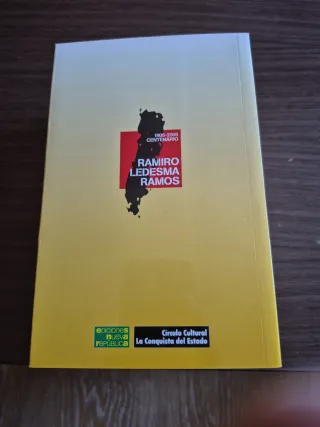 1905-2005
CENTENARIO
RAMIRO
LEDESMA
RAMOS
ediciones
nueva
república
Círculo Cultural
La Conquista del Estado